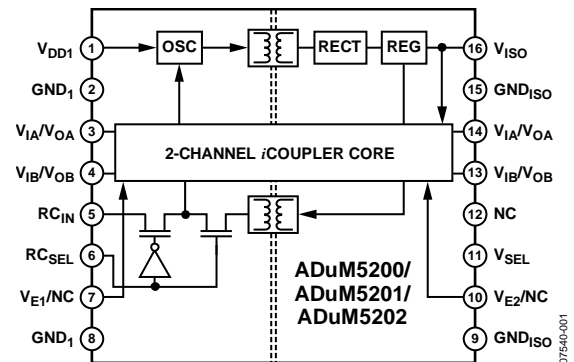 VDD1 1 OSC RECT REG 16 VISO
GND1 2 15 GNDISO
VIA/VOA 3 14 VIA/VOA
2-CHANNEL iCOUPLER CORE
VIB/VOB 4 13 VIB/VOB
RCIN 5 12 NC
RCSEL 6 11 VSEL
ADuM5200/
ADuM5201/
ADuM5202
VE1/NC 7 10 VE2/NC
GND1 8 9 GNDISO
07540-001